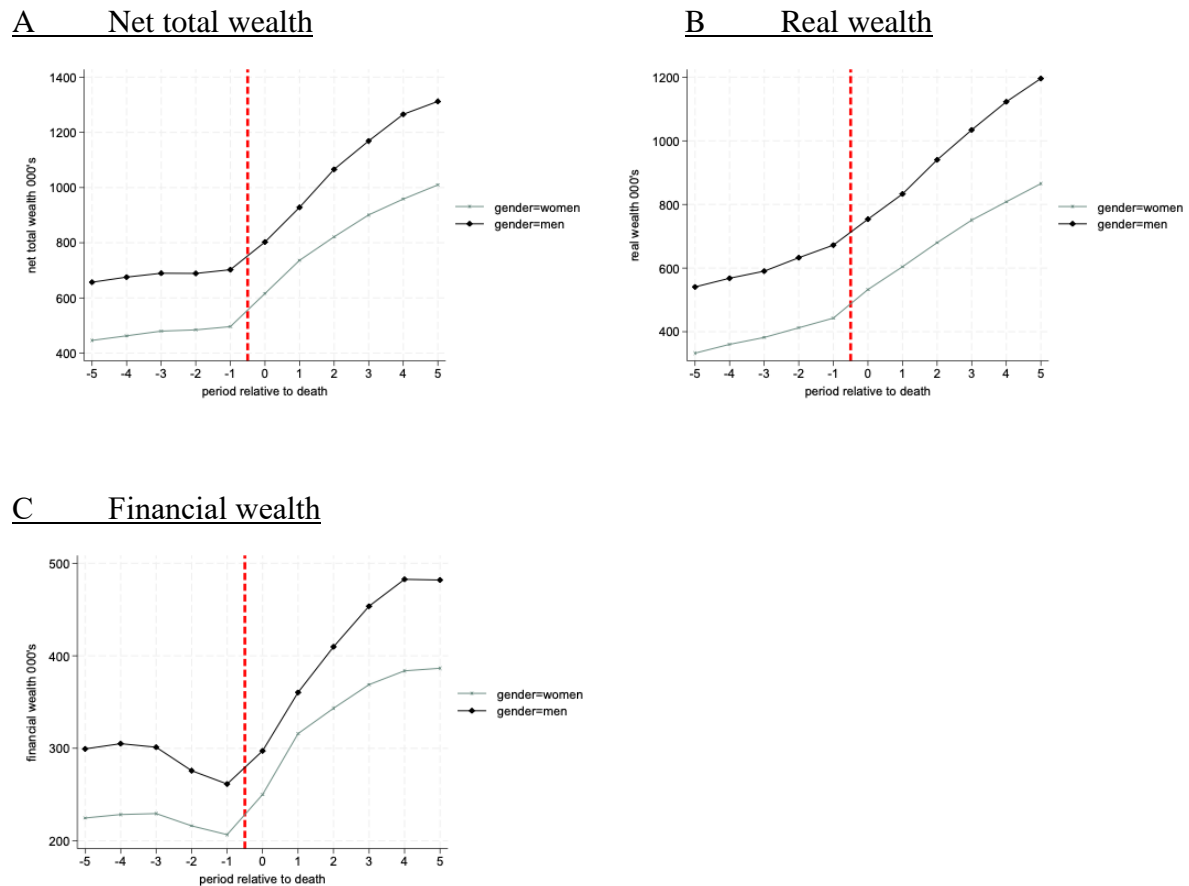 A Net total wealth
1400
1200
1000
800
600
400
net total wealth 000's
-5 -4 -3 -2 -1 0 1 2 3 4 5
period relative to death
gender=women
gender=men
B Real wealth
1200
1000
800
600
400
real wealth 000's
-5 -4 -3 -2 -1 0 1 2 3 4 5
period relative to death
gender=women
gender=men
C Financial wealth
500
400
300
200
financial wealth 000's
-5 -4 -3 -2 -1 0 1 2 3 4 5
period relative to death
gender=women
gender=men